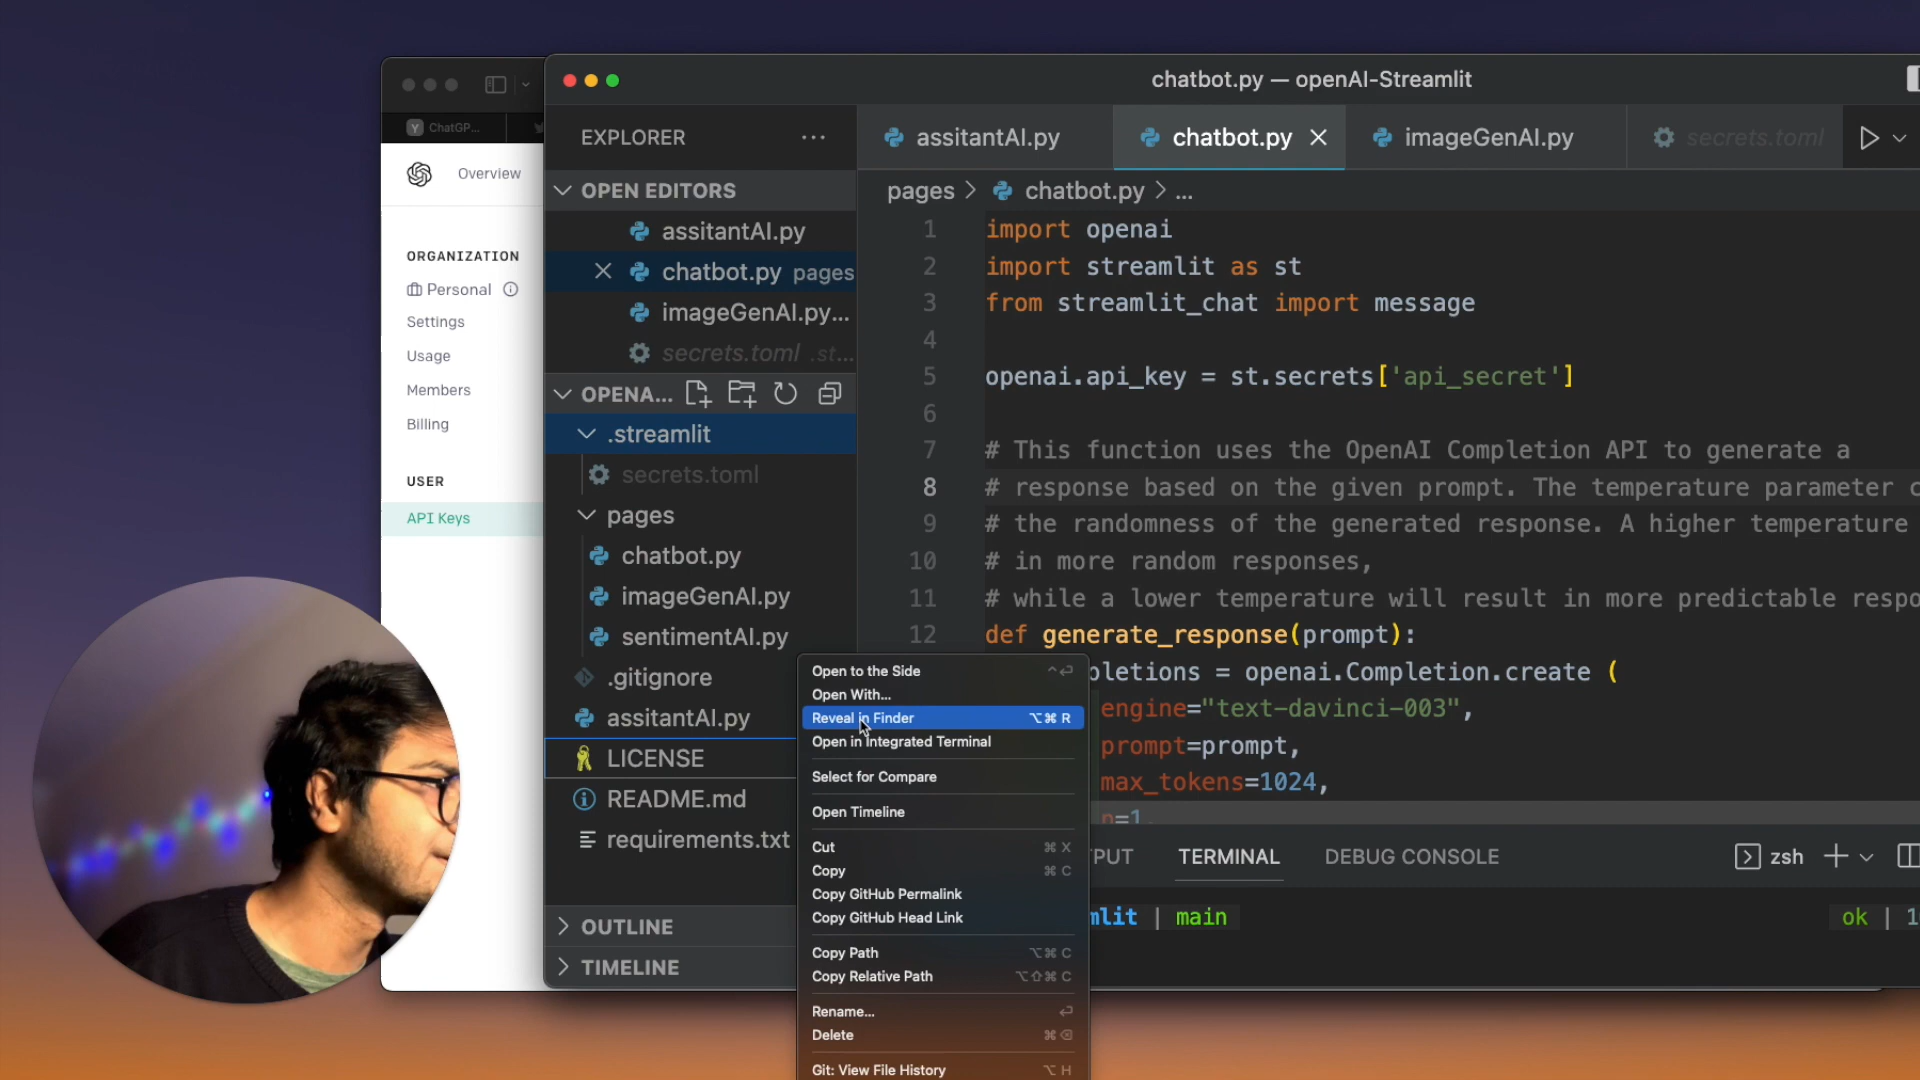 chatbot.py — openAI-Streamlit
Y ChatGP...
Overview
ORGANIZATION
Personal
Settings
Usage
Members
Billing
USER
API Keys
EXPLORER
OPEN EDITORS
assitantAI.py
chatbot.py pages
imageGenAI.py...
secrets.toml .st...
OPENA...
.streamlit
secrets.toml
pages
chatbot.py
imageGenAI.py
sentimentAI.py
.gitignore
assitantAI.py
LICENSE
README.md
requirements.txt
OUTLINE
TIMELINE
assitantAI.py
chatbot.py
imageGenAI.py
secrets.toml
pages > chatbot.py > ...
1 import openai
2 import streamlit as st
3 from streamlit_chat import message
4
5 openai.api_key = st.secrets['api_secret']
6
7 # This function uses the OpenAI Completion API to generate a
8 # response based on the given prompt. The temperature parameter c
9 # the randomness of the generated response. A higher temperature
10 # in more random responses,
11 # while a lower temperature will result in more predictable respo
12 def generate_response(prompt):
pletions = openai.Completion.create (
engine="text-davinci-003",
prompt=prompt,
max_tokens=1024,
n=1,
Open to the Side ⌃⏎
Open With...
Reveal in Finder ⌥⌘R
Open in Integrated Terminal
Select for Compare
Open Timeline
Cut ⌘X
Copy ⌘C
Copy GitHub Permalink
Copy GitHub Head Link
Copy Path ⌥⌘C
Copy Relative Path ⌥⇧⌘C
Rename... ⏎
Delete ⌘⌫
Git: View File History ⌥H
PUT
TERMINAL
DEBUG CONSOLE
zsh
mlit | main
ok | 1